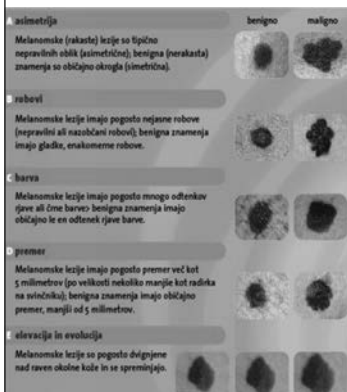 A asimetrija
benigno
maligno
Melanomske (rakaste) lezije so tipično
nepravilnih oblik (asimetrične); benigna (nerakasta)
znamenja so običajno okrogla (simetrična).
B robovi
Melanomske lezije imajo pogosto nejasne robove
(nepravilni ali nazobčani robovi); benigna znamenja
imajo gladke, enakomerne robove.
C barva
Melanomske lezije imajo pogosto mnogo odtenkov
rjave ali črne barve> benigna znamenja imajo
običajno le en odtenek rjave barve.
D premer
Melanomske lezije imajo pogosto premer več kot
5 milimetrov (po velikosti nekoliko manjše kot radirka
na svinčniku); benigna znamenja imajo običajno
premer, manjši od 5 milimetrov.
E elevacija in evolucija
Melanomske lezije so pogosto dvignjene
nad raven okolne kože in se spreminjajo.